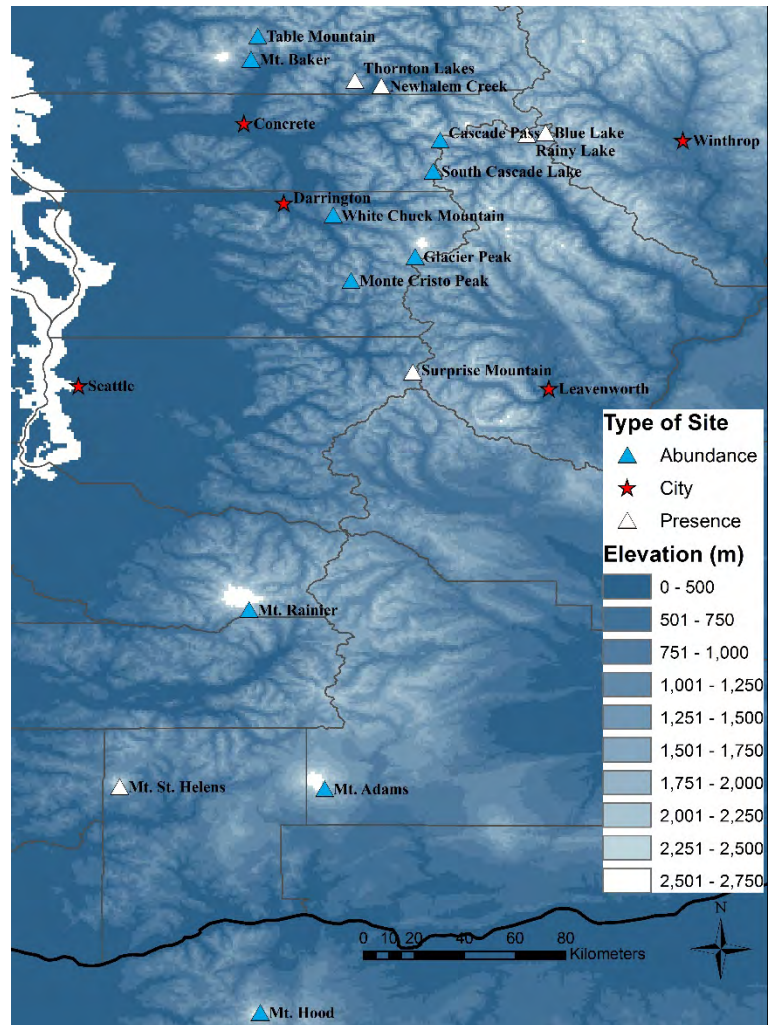 Table Mountain
Mt. Baker
Thornton Lakes
Newhalem Creek
Concrete
Cascade Pass
Blue Lake
Rainy Lake
Winthrop
South Cascade Lake
Darrington
White Chuck Mountain
Glacier Peak
Monte Cristo Peak
Surprise Mountain
Seattle
Leavenworth
Type of Site
Abundance
City
Presence
Elevation (m)
0 - 500
501 - 750
751 - 1,000
1,001 - 1,250
1,251 - 1,500
1,501 - 1,750
1,751 - 2,000
2,001 - 2,250
2,251 - 2,500
2,501 - 2,750
Mt. Rainier
Mt. St. Helens
Mt. Adams
N
0 10 20 40 60 80
Kilometers
Mt. Hood